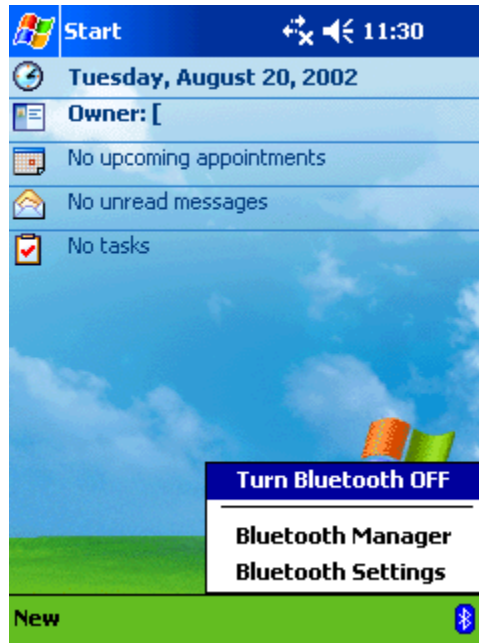 Start 11:30
Tuesday, August 20, 2002
Owner: [
No upcoming appointments
No unread messages
No tasks
Turn Bluetooth OFF
Bluetooth Manager
Bluetooth Settings
New